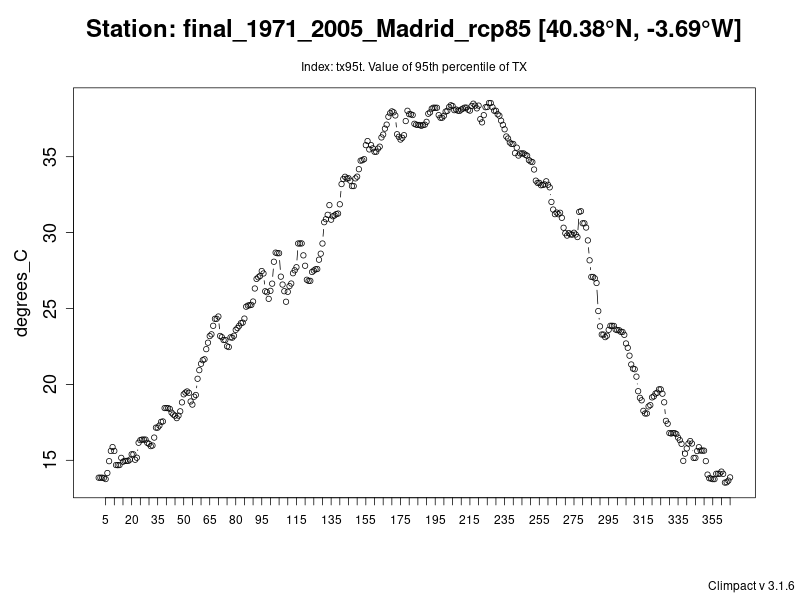 Station: final_1971_2005_Madrid_rcp85 [40.38°N, -3.69°W]
Index: tx95t. Value of 95th percentile of TX
degrees_C
35
30
25
20
15
5 20 35 50 65 80 95 115 135 155 175 195 215 235 255 275 295 315 335 355
Climpact v 3.1.6